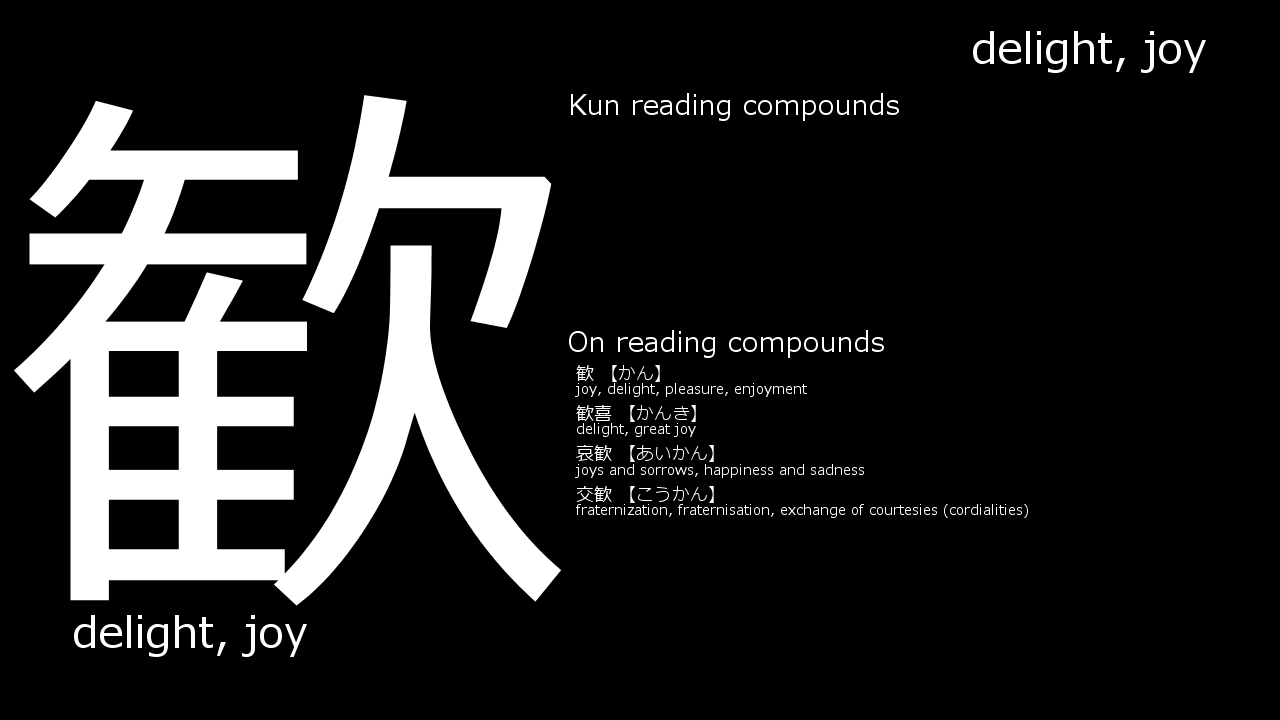 delight, joy
歓
delight, joy
Kun reading compounds
On reading compounds
歓 【かん】
joy, delight, pleasure, enjoyment
歓喜 【かんき】
delight, great joy
哀歓 【あいかん】
joys and sorrows, happiness and sadness
交歓 【こうかん】
fraternization, fraternisation, exchange of courtesies (cordialities)